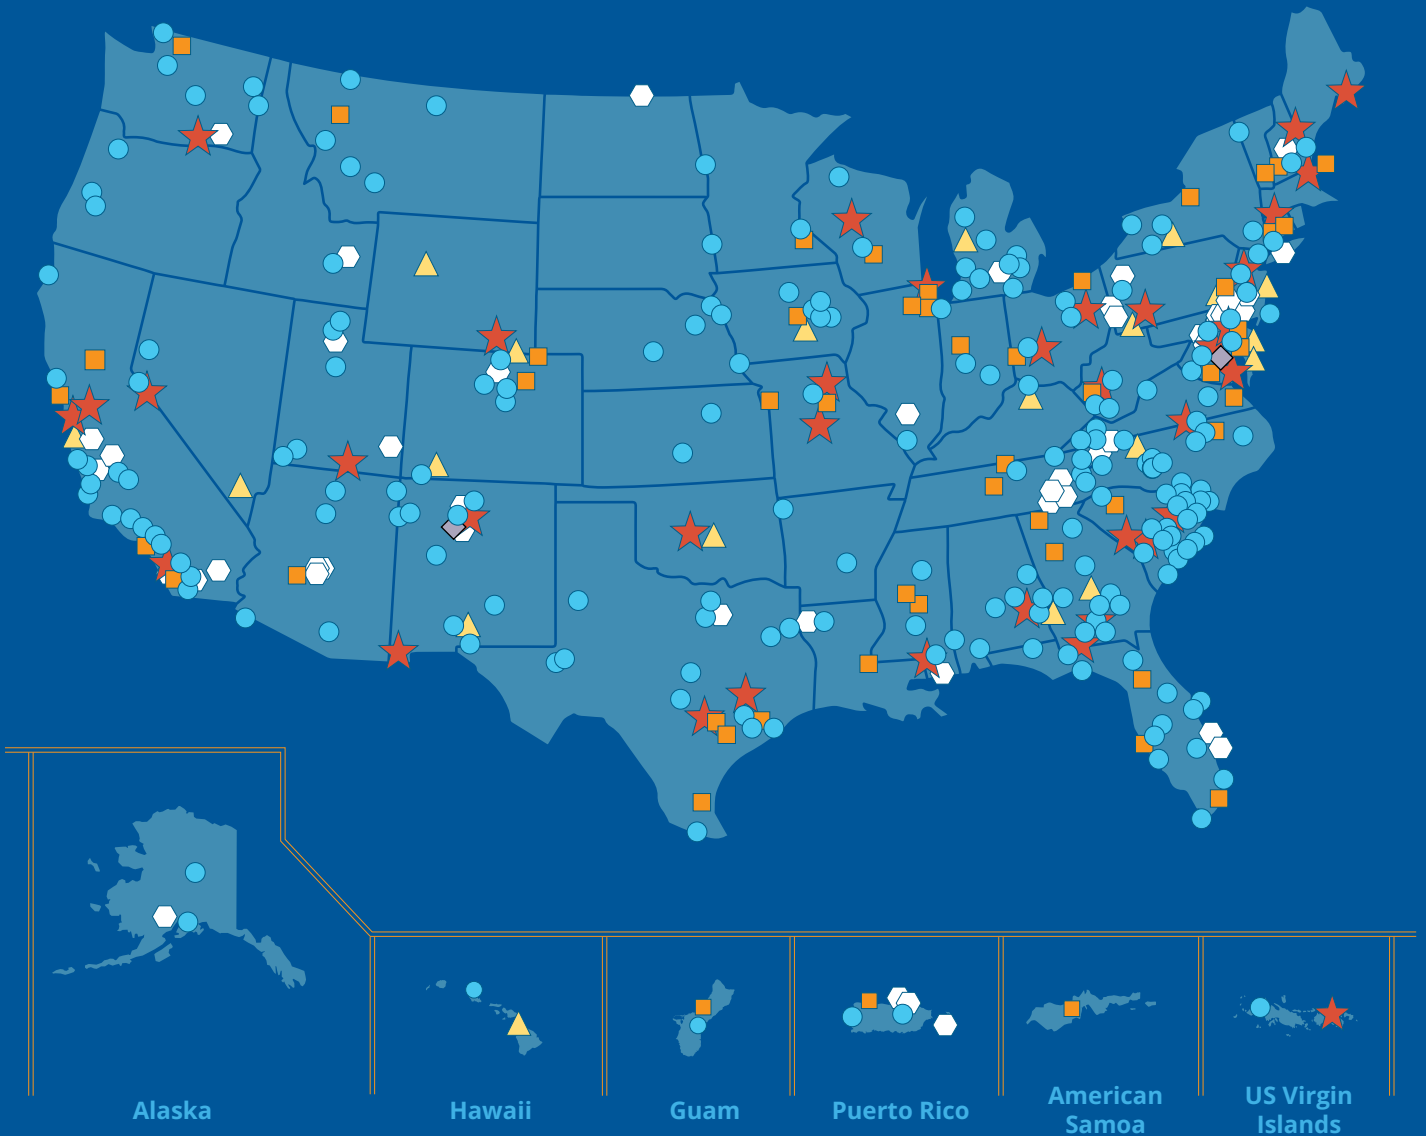 Alaska
Hawaii
Guam
Puerto Rico
American
Samoa
US Virgin
Islands